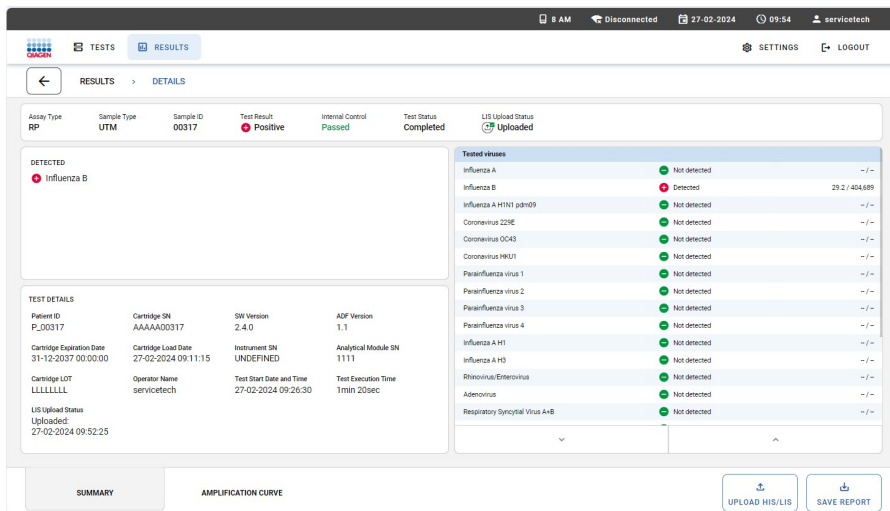 8 AM Disconnected 27-02-2024 09:54 servicetech
QIAGEN TESTS RESULTS SETTINGS LOGOUT
RESULTS > DETAILS
Assay Type Sample Type Sample ID Test Result Internal Control Test Status LIS Upload Status
RP UTM 00317 Positive Passed Completed Uploaded
DETECTED
Influenza B
TEST DETAILS
Patient ID Cartridge SN SW Version ADF Version
P_00317 AAAAA00317 2.4.0 1.1
Cartridge Expiration Date Cartridge Load Date Instrument SN Analytical Module SN
31-12-2037 00:00:00 27-02-2024 09:11:15 UNDEFINED 1111
Cartridge LOT Operator Name Test Start Date and Time Test Execution Time
LLLLLLLL servicetech 27-02-2024 09:26:30 1min 20sec
LIS Upload Status
Uploaded:
27-02-2024 09:52:25
Tested viruses
Influenza A Not detected -- / --
Influenza B Detected 29.2 / 404,689
Influenza A H1N1 pdm09 Not detected -- / --
Coronavirus 229E Not detected -- / --
Coronavirus OC43 Not detected -- / --
Coronavirus HKU1 Not detected -- / --
Parainfluenza virus 1 Not detected -- / --
Parainfluenza virus 2 Not detected -- / --
Parainfluenza virus 3 Not detected -- / --
Parainfluenza virus 4 Not detected -- / --
Influenza A H1 Not detected -- / --
Influenza A H3 Not detected -- / --
Rhinovirus/Enterovirus Not detected -- / --
Adenovirus Not detected -- / --
Respiratory Syncytial Virus A+B Not detected -- / --
SUMMARY AMPLIFICATION CURVE UPLOAD HIS/LIS SAVE REPORT